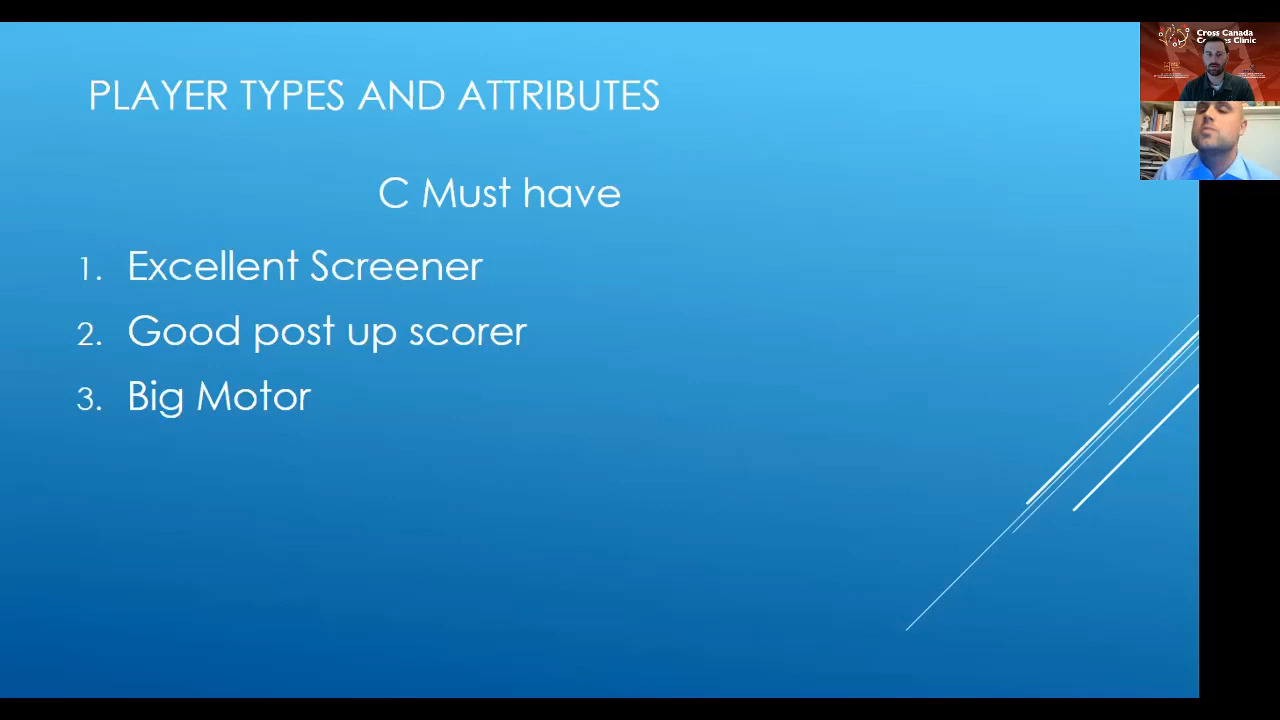 PLAYER TYPES AND ATTRIBUTES
C Must have
1. Excellent Screener
2. Good post up scorer
3. Big Motor
Cross Canada
Clinic